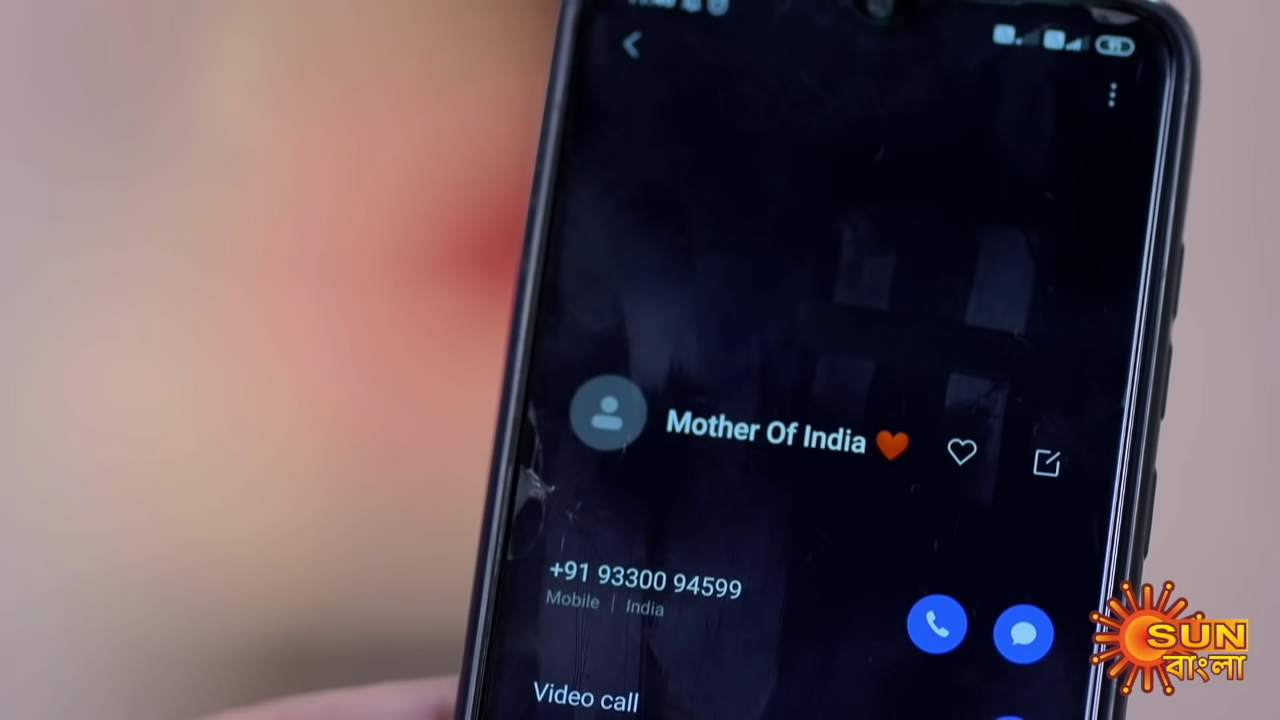 Mother Of India ❤
+91 93300 94599
Mobile | India
Video call
SUN
বাংলা